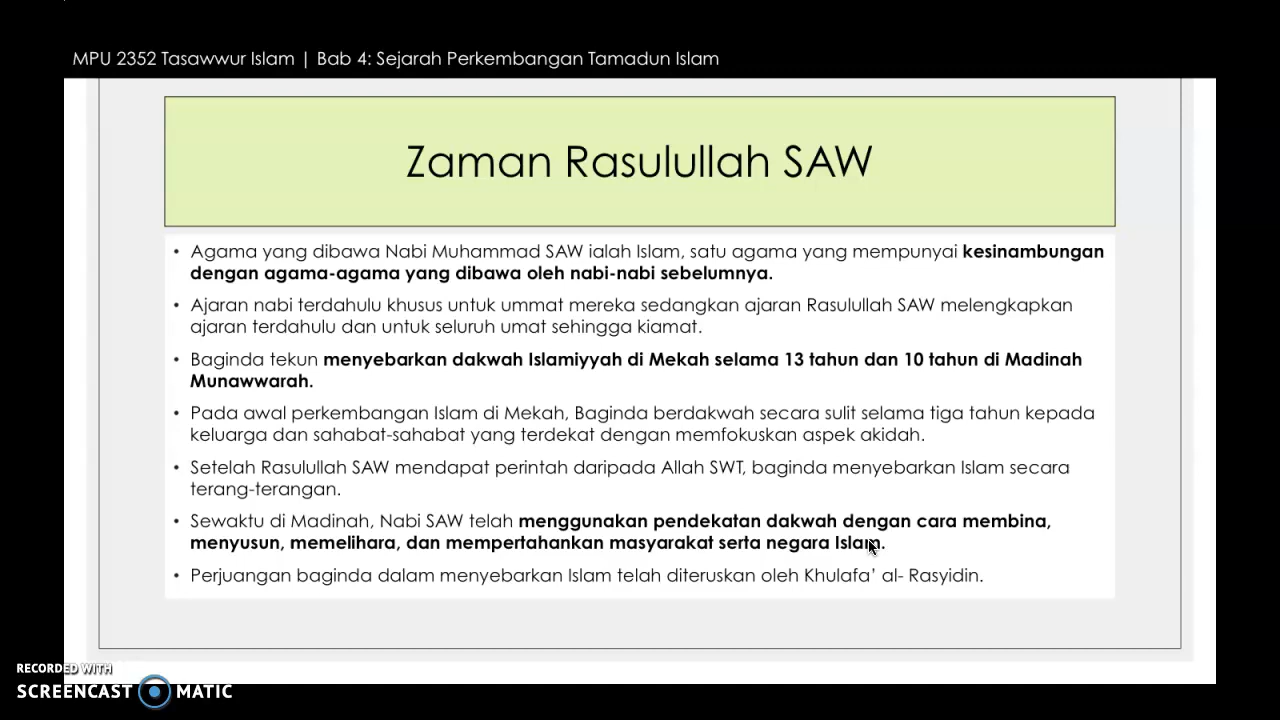 MPU 2352 Tasawwur Islam | Bab 4: Sejarah Perkembangan Tamadun Islam
Zaman Rasulullah SAW
• Agama yang dibawa Nabi Muhammad SAW ialah Islam, satu agama yang mempunyai kesinambungan
dengan agama-agama yang dibawa oleh nabi-nabi sebelumnya.
• Ajaran nabi terdahulu khusus untuk ummat mereka sedangkan ajaran Rasulullah SAW melengkapkan
ajaran terdahulu dan untuk seluruh umat sehingga kiamat.
• Baginda tekun menyebarkan dakwah Islamiyyah di Mekah selama 13 tahun dan 10 tahun di Madinah
Munawwarah.
• Pada awal perkembangan Islam di Mekah, Baginda berdakwah secara sulit selama tiga tahun kepada
keluarga dan sahabat-sahabat yang terdekat dengan memfokuskan aspek akidah.
• Setelah Rasulullah SAW mendapat perintah daripada Allah SWT, baginda menyebarkan Islam secara
terang-terangan.
• Sewaktu di Madinah, Nabi SAW telah menggunakan pendekatan dakwah dengan cara membina,
menyusun, memelihara, dan mempertahankan masyarakat serta negara Islam.
• Perjuangan baginda dalam menyebarkan Islam telah diteruskan oleh Khulafa’ al- Rasyidin.
RECORDED WITH
SCREENCAST MATIC